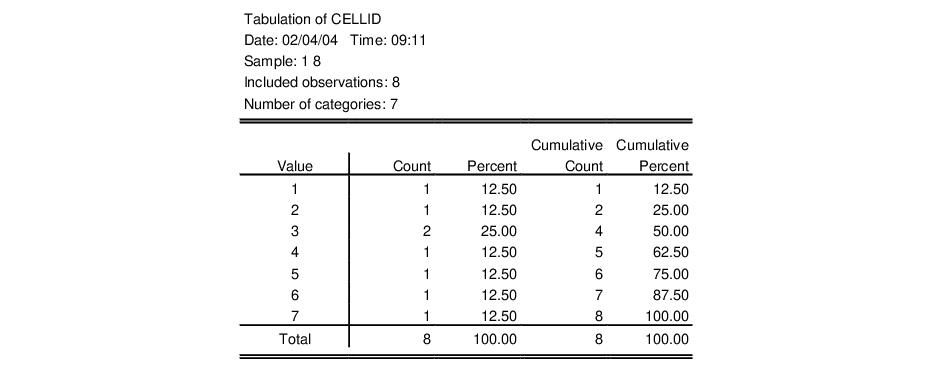 Tabulation of CELLID
Date: 02/04/04 Time: 09:11
Sample: 1 8
Included observations: 8
Number of categories: 7
Cumulative Cumulative
Value Count Percent Count Percent
1 1 12.50 1 12.50
2 1 12.50 2 25.00
3 2 25.00 4 50.00
4 1 12.50 5 62.50
5 1 12.50 6 75.00
6 1 12.50 7 87.50
7 1 12.50 8 100.00
Total 8 100.00 8 100.00